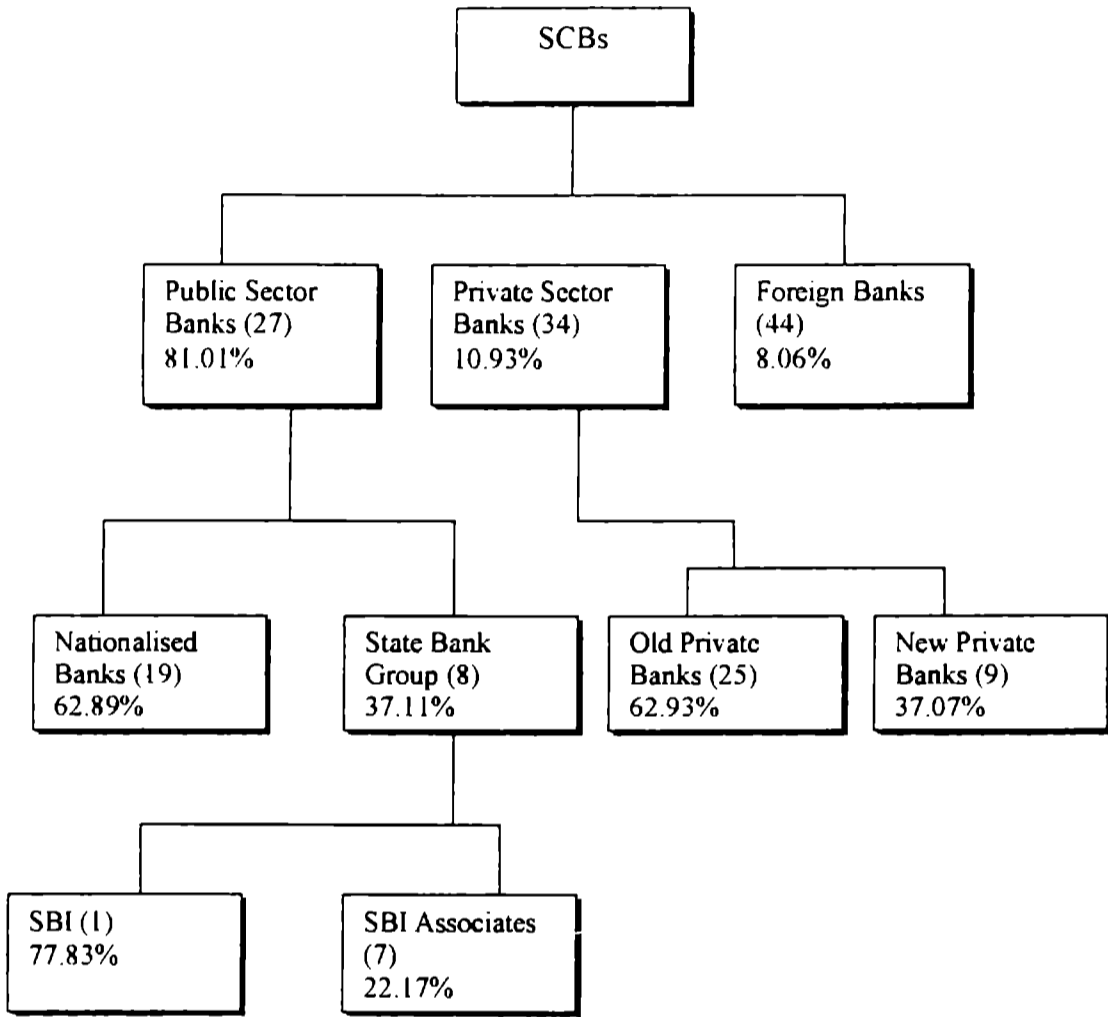 SCBs
Public Sector
Banks (27)
81.01%
Private Sector
Banks (34)
10.93%
Foreign Banks
(44)
8.06%
Nationalised
Banks (19)
62.89%
State Bank
Group (8)
37.11%
Old Private
Banks (25)
62.93%
New Private
Banks (9)
37.07%
SBI (1)
77.83%
SBI Associates
(7)
22.17%